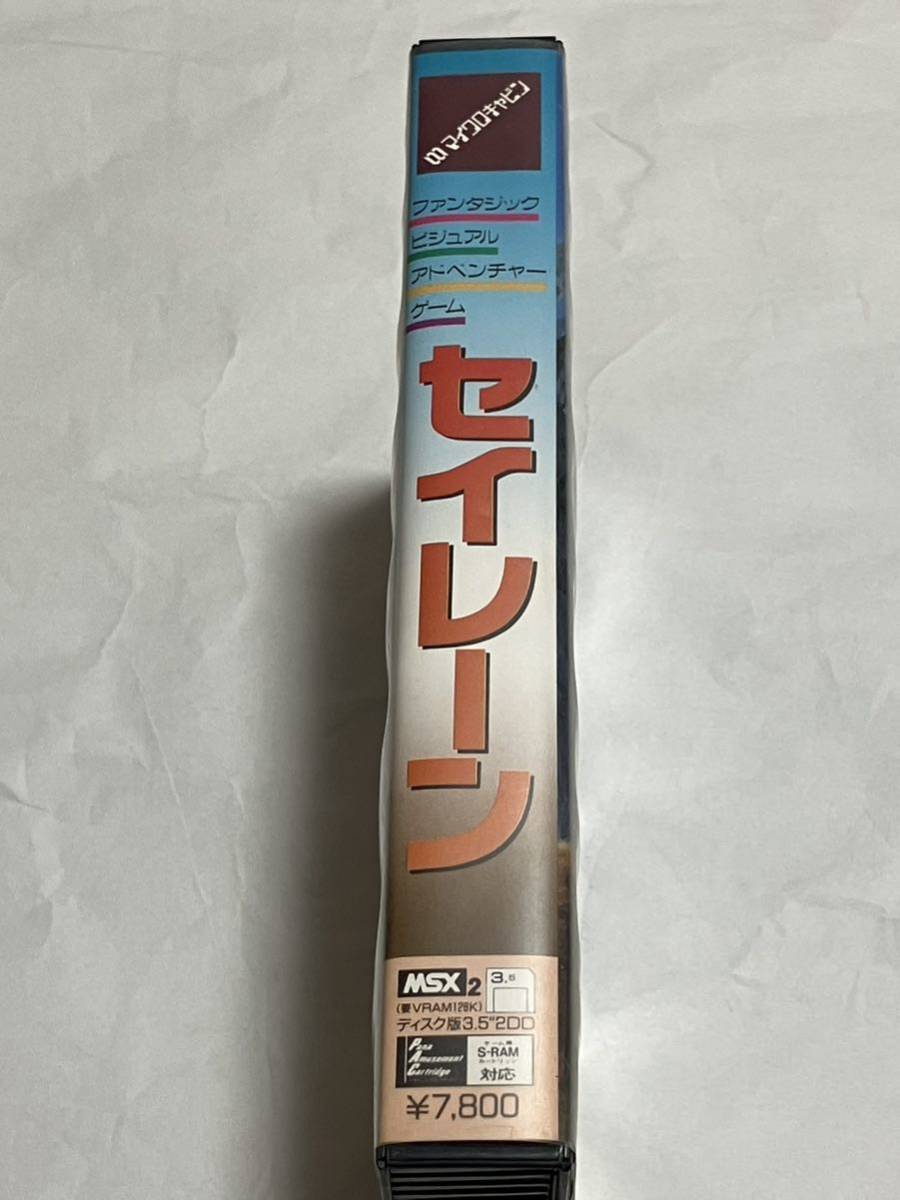 マイクロキャビン
ファンタジック
ビジュアル
アドベンチャー
ゲーム
セイレーン
MSX2
3.5
(要VRAM128K)
ディスク版3.5"2DD
Pana
Amusement
Cartridge
ゲーム用
S-RAM
カートリッジ
対応
¥7,800